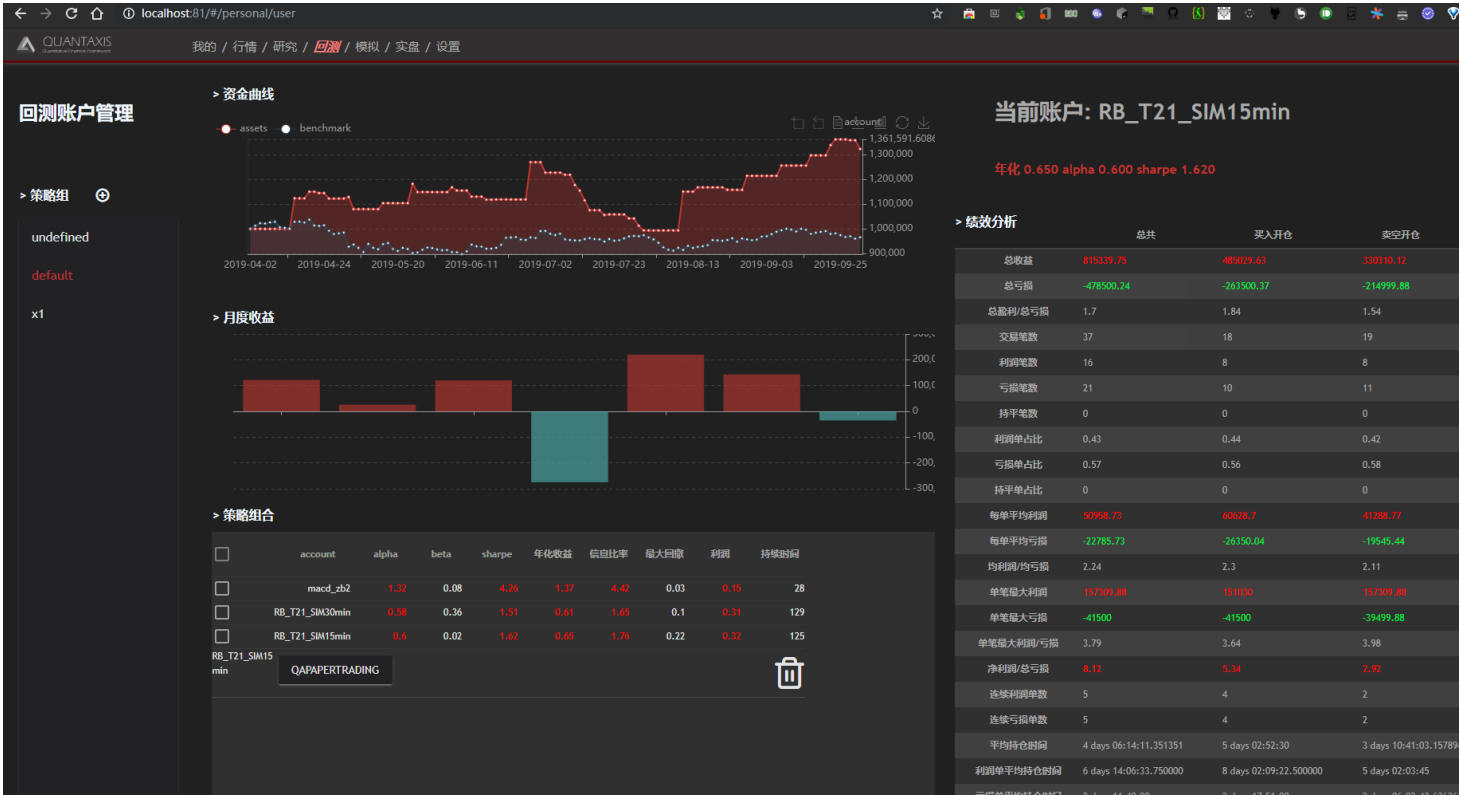 localhost:81/#/personal/user
QUANTAXIS
Quantitative Finance Framework
我的 / 行情 / 研究 / 回测 / 模拟 / 实盘 / 设置
回测账户管理
> 策略组
undefined
default
x1
> 资金曲线
assets benchmark
account
1,361,591.6086
1,300,000
1,200,000
1,100,000
1,000,000
900,000
2019-04-02 2019-04-24 2019-05-20 2019-06-11 2019-07-02 2019-07-23 2019-08-13 2019-09-03 2019-09-25
> 月度收益
200,0
100,0
0
-100,
-200,
-300,
> 策略组合
account alpha beta sharpe 年化收益 信息比率 最大回撤 利润 持续时间
macd_zb2 1.32 0.08 4.26 1.37 4.42 0.03 0.15 28
RB_T21_SIM30min 0.58 0.36 1.51 0.61 1.65 0.1 0.31 129
RB_T21_SIM15min 0.6 0.02 1.62 0.65 1.76 0.22 0.32 125
RB_T21_SIM15
min
QAPAPERTRADING
当前账户: RB_T21_SIM15min
年化 0.650 alpha 0.600 sharpe 1.620
> 绩效分析
总共 买入开仓 卖空开仓
总收益 815339.75 485029.63 330310.12
总亏损 -478500.24 -263500.37 -214999.88
总盈利/总亏损 1.7 1.84 1.54
交易笔数 37 18 19
利润笔数 16 8 8
亏损笔数 21 10 11
持平笔数 0 0 0
利润单占比 0.43 0.44 0.42
亏损单占比 0.57 0.56 0.58
持平单占比 0 0 0
每单平均利润 50958.73 60628.7 41288.77
每单平均亏损 -22785.73 -26350.04 -19545.44
均利润/均亏损 2.24 2.3 2.11
单笔最大利润 157309.88 151030 157309.88
单笔最大亏损 -41500 -41500 -39499.88
单笔最大利润/亏损 3.79 3.64 3.98
净利润/总亏损 8.12 5.34 2.92
连续利润单数 5 4 2
连续亏损单数 5 4 2
平均持仓时间 4 days 06:14:11.351351 5 days 02:52:30 3 days 10:41:03.15789
利润单平均持仓时间 6 days 14:06:33.750000 8 days 02:09:22.500000 5 days 02:03:45